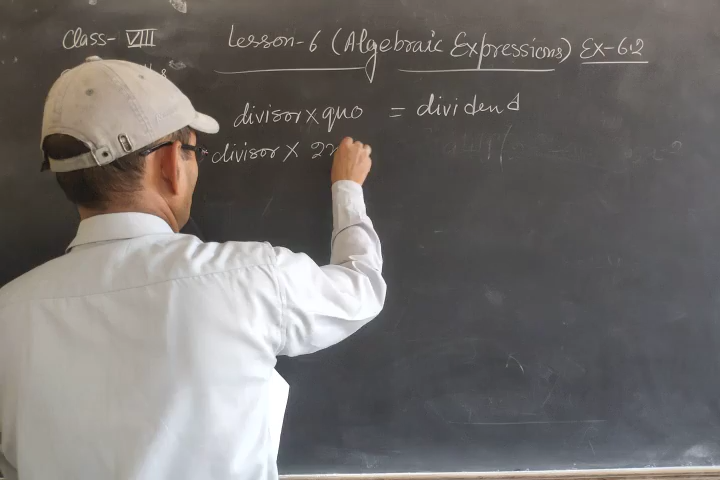 Class- VIII
Lesson-6 (Algebraic Expressions) Ex-6.2
divisor x quo = dividend
divisor x